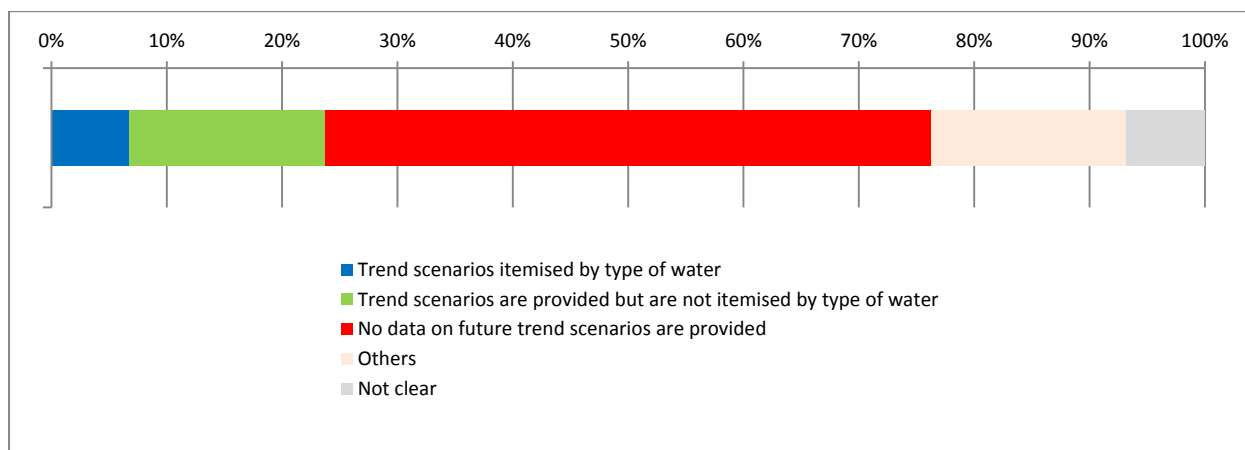 0% 10% 20% 30% 40% 50% 60% 70% 80% 90% 100%
Trend scenarios itemised by type of water
Trend scenarios are provided but are not itemised by type of water
No data on future trend scenarios are provided
Others
Not clear